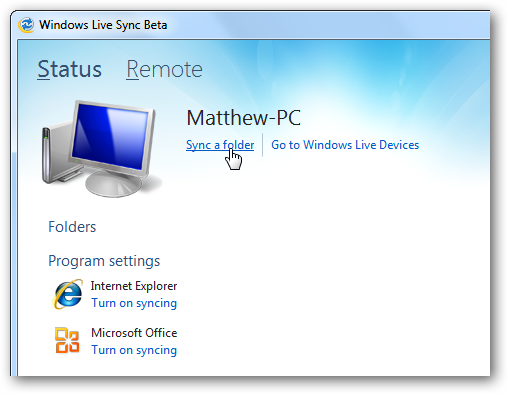 Windows Live Sync Beta
Status Remote
Matthew-PC
Sync a folder Go to Windows Live Devices
Folders
Program settings
Internet Explorer
Turn on syncing
Microsoft Office
Turn on syncing